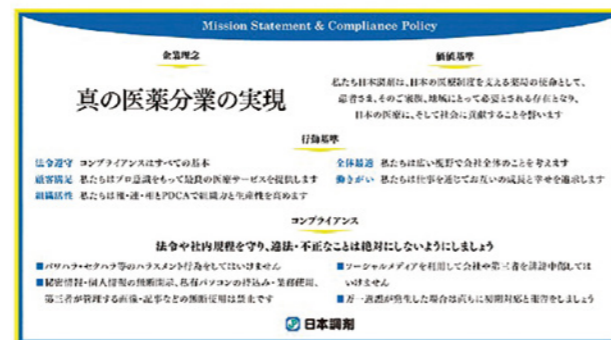 Mission Statement & Compliance Policy
企業理念
真の医薬分業の実現
価値基準
私たち日本調剤は、日本の医療制度を支える薬局の使命として、
患者さま、そのご家族、地域にとって必要とされる存在となり、
日本の医療に、そして社会に貢献することを誓います
行動基準
法令遵守 コンプライアンスはすべての基本
顧客満足 私たちはプロ意識をもって最良の医療サービスを提供します
組織活性 私たちは報・連・相とPDCAで組織力と生産性を高めます
全体最適 私たちは広い視野で会社全体のことを考えます
働きがい 私たちは仕事を通じてお互いの成長と幸せを追求します
コンプライアンス
法令や社内規程を守り、違法・不正なことは絶対にしないようにしましょう
■パワハラ・セクハラ等のハラスメント行為をしてはいけません
■機密情報・個人情報の無断開示、私有パソコンの持込み・業務使用、
第三者が管理する画像・記事などの無断使用は禁止です
■ソーシャルメディアを利用して会社や第三者を誹謗中傷しては
いけません
■万一過誤が発生した場合は直ちに初期対応と報告をしましょう
日本調剤